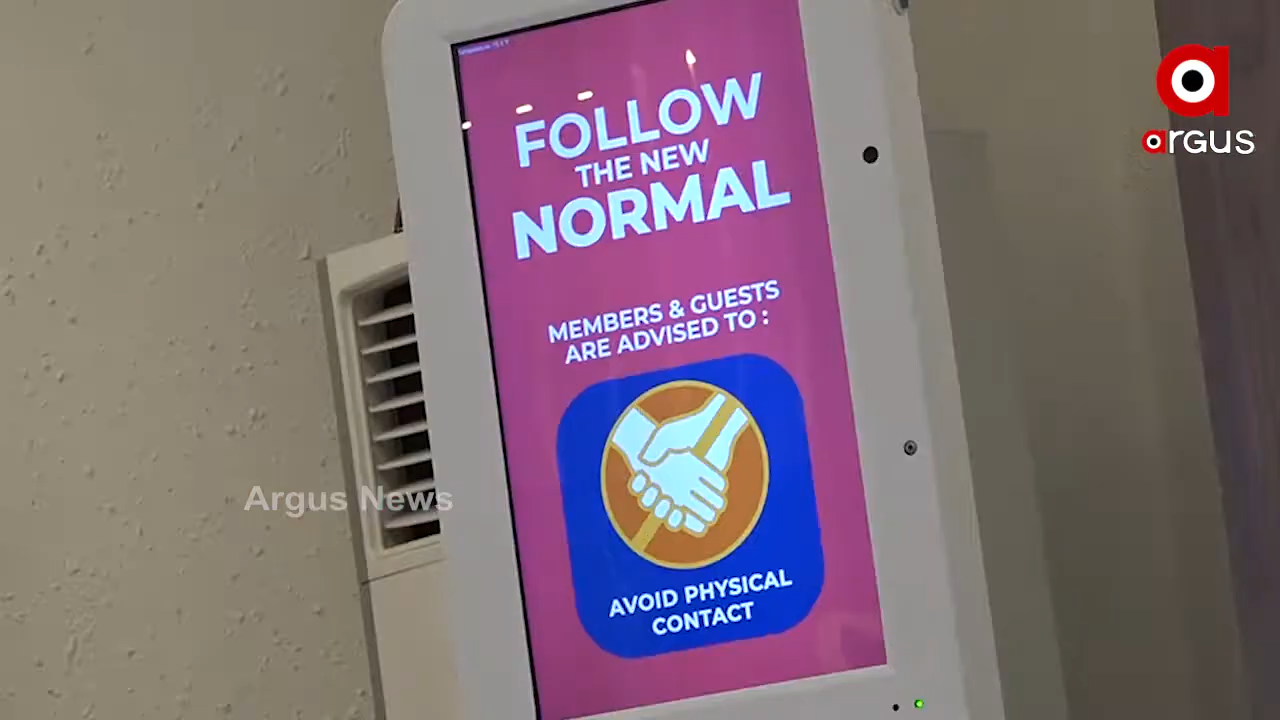 FOLLOW
THE NEW
NORMAL
MEMBERS & GUESTS
ARE ADVISED TO :
AVOID PHYSICAL
CONTACT
argus
Argus News